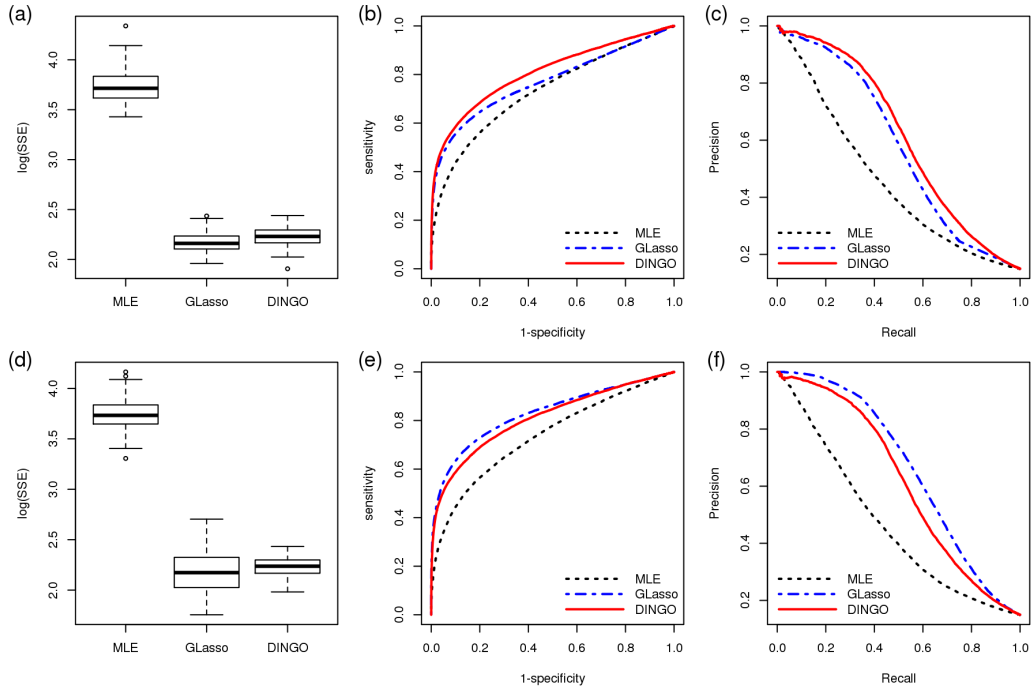 (a)
log(SSE)
4.0
3.5
3.0
2.5
2.0
MLE GLasso DINGO
(b)
sensitivity
1.0
0.8
0.6
0.4
0.2
0.0
MLE
GLasso
DINGO
0.0 0.2 0.4 0.6 0.8 1.0
1-specificity
(c)
Precision
1.0
0.8
0.6
0.4
0.2
MLE
GLasso
DINGO
0.0 0.2 0.4 0.6 0.8 1.0
Recall
(d)
log(SSE)
4.0
3.5
3.0
2.5
2.0
MLE GLasso DINGO
(e)
sensitivity
1.0
0.8
0.6
0.4
0.2
0.0
MLE
GLasso
DINGO
0.0 0.2 0.4 0.6 0.8 1.0
1-specificity
(f)
Precision
1.0
0.8
0.6
0.4
0.2
MLE
GLasso
DINGO
0.0 0.2 0.4 0.6 0.8 1.0
Recall